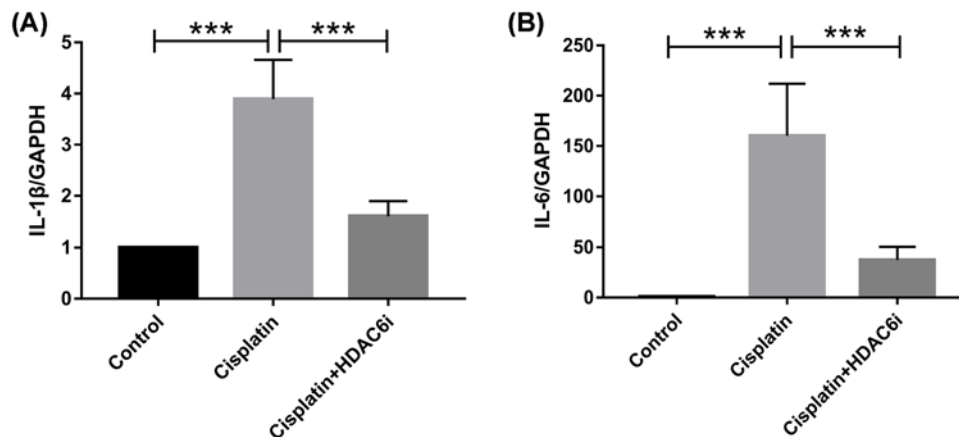 (A)
*** ***
IL-1β/GAPDH
5
4
3
2
1
0
Control
Cisplatin
Cisplatin+HDAC6i
(B)
*** ***
IL-6/GAPDH
250
200
150
100
50
0
Control
Cisplatin
Cisplatin+HDAC6i